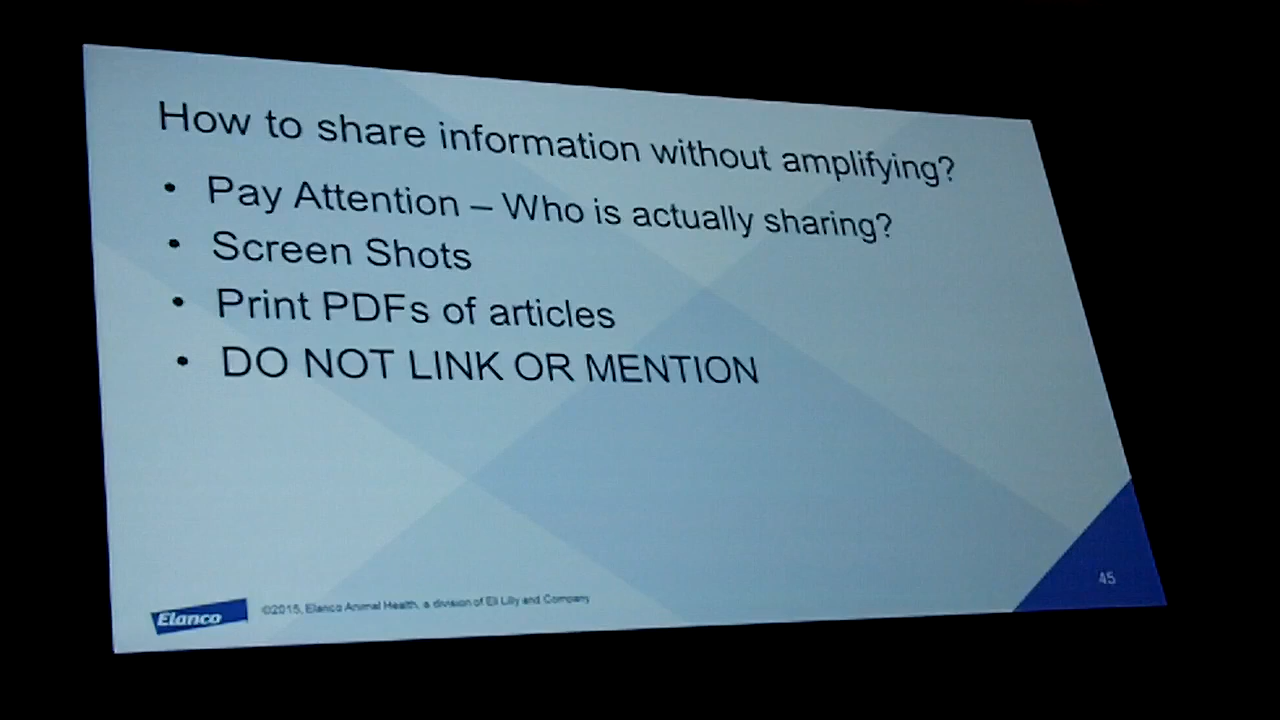 How to share information without amplifying?
• Pay Attention – Who is actually sharing?
• Screen Shots
• Print PDFs of articles
• DO NOT LINK OR MENTION
Elanco
©2015, Elanco Animal Health, a division of Eli Lilly and Company
45